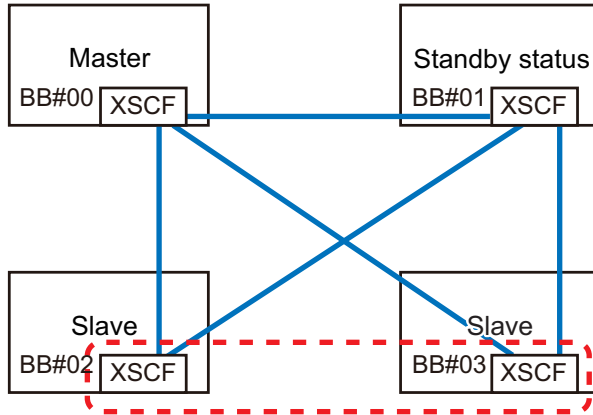 Master
BB#00 XSCF
Standby status
BB#01 XSCF
Slave
BB#02 XSCF
Slave
BB#03 XSCF